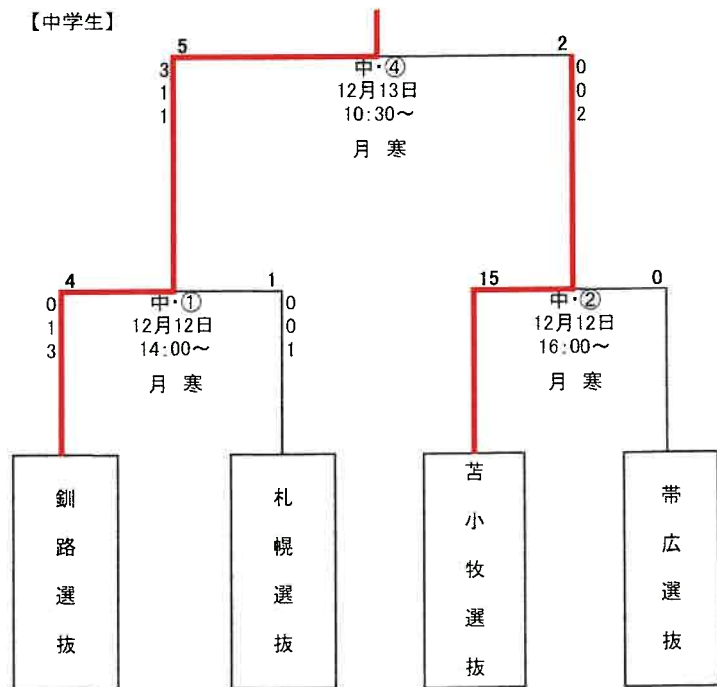 【中学生】
5
2
3
1
1
0
0
2
中・④
12月13日
10:30～
月 寒
4
1
0
1
3
0
0
1
中・①
12月12日
14:00～
月 寒
15
0
中・②
12月12日
16:00～
月 寒
釧路選抜
札幌選抜
苫小牧選抜
帯広選抜